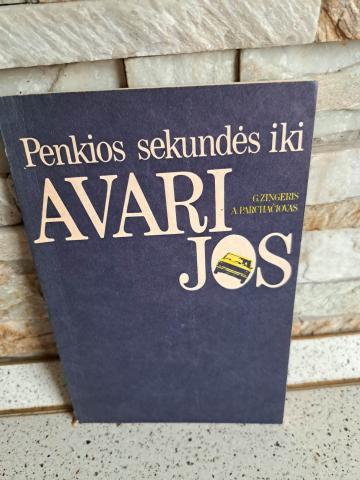 Penkios sekundės iki
AVARI
JOS
G. ZINGERIS
A. PARCHAČIOVAS